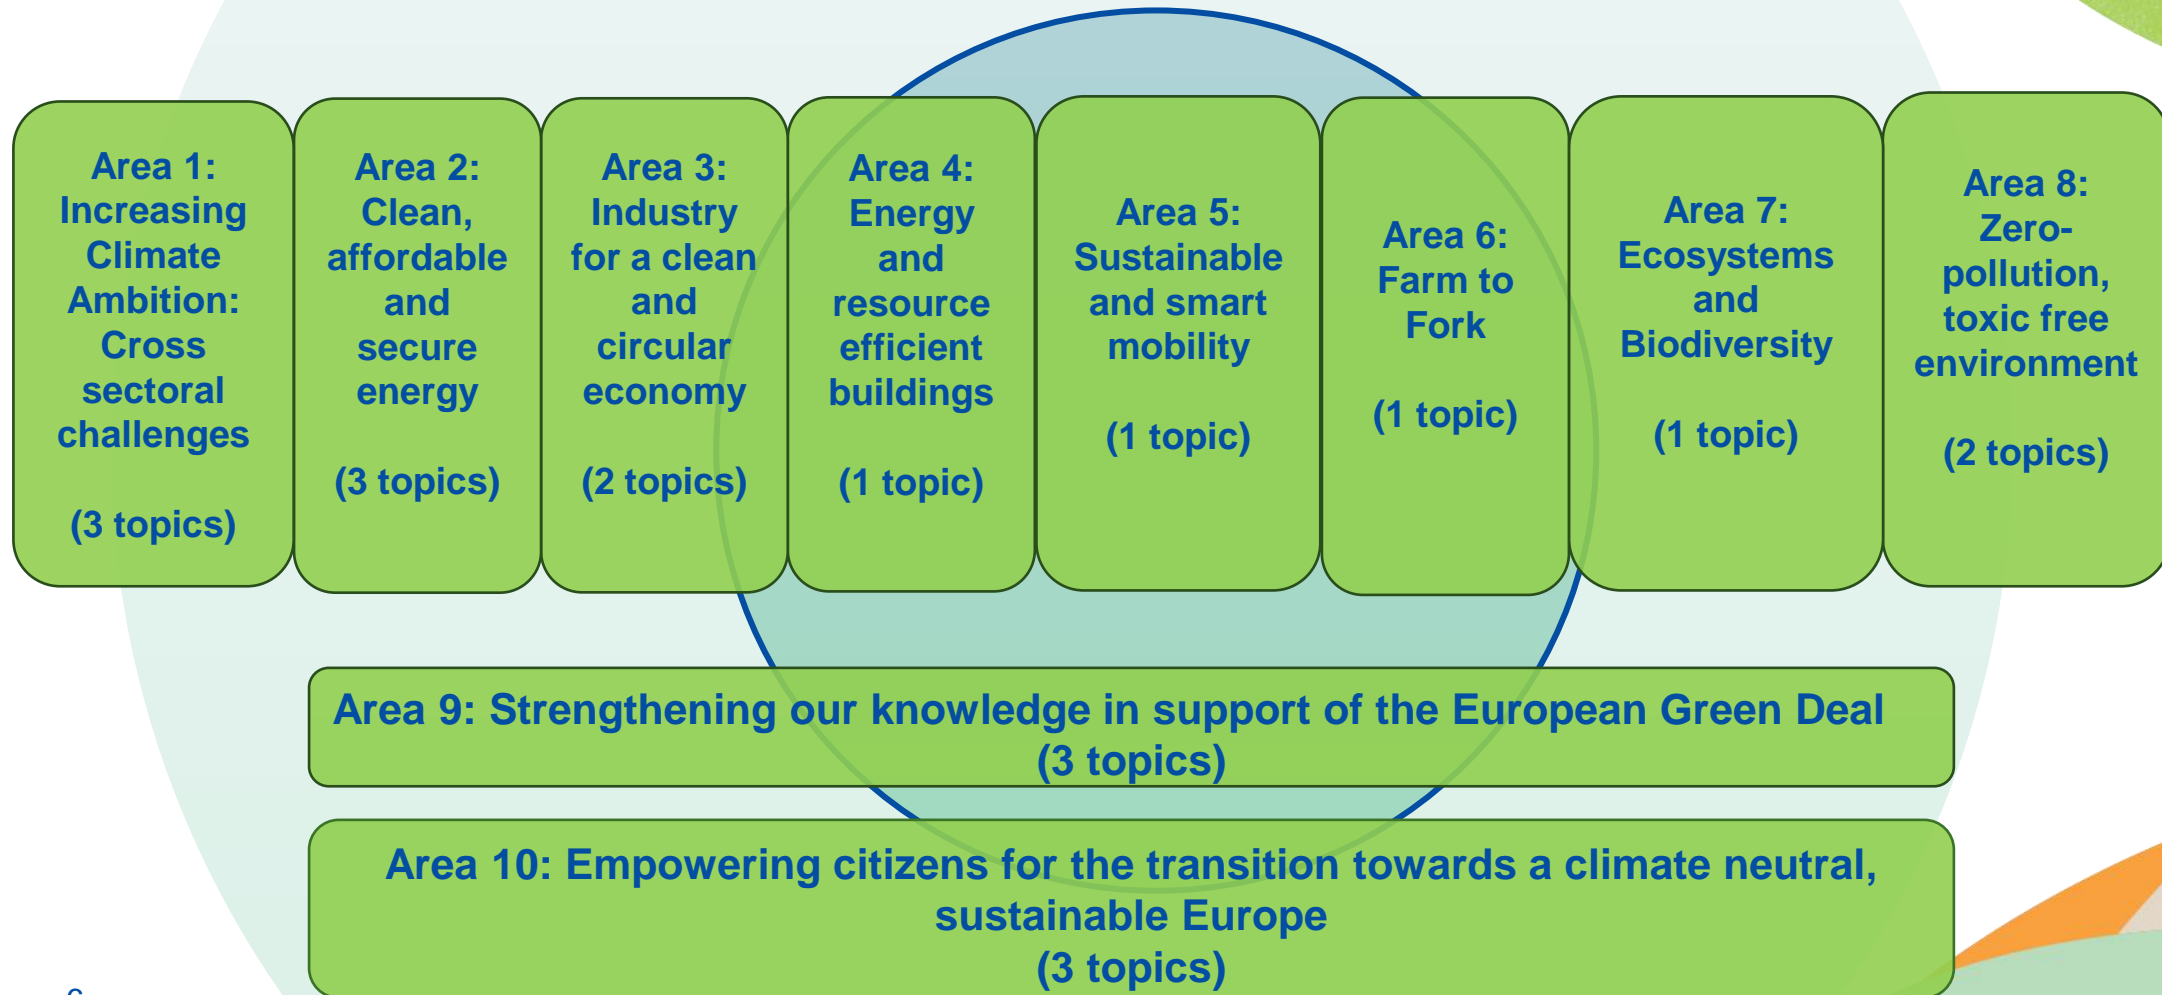 Area 1:
Increasing
Climate
Ambition:
Cross
sectoral
challenges
(3 topics)
Area 2:
Clean,
affordable
and
secure
energy
(3 topics)
Area 3:
Industry
for a clean
and
circular
economy
(2 topics)
Area 4:
Energy
and
resource
efficient
buildings
(1 topic)
Area 5:
Sustainable
and smart
mobility
(1 topic)
Area 6:
Farm to
Fork
(1 topic)
Area 7:
Ecosystems
and
Biodiversity
(1 topic)
Area 8:
Zero-
pollution,
toxic free
environment
(2 topics)
Area 9: Strengthening our knowledge in support of the European Green Deal
(3 topics)
Area 10: Empowering citizens for the transition towards a climate neutral,
sustainable Europe
(3 topics)